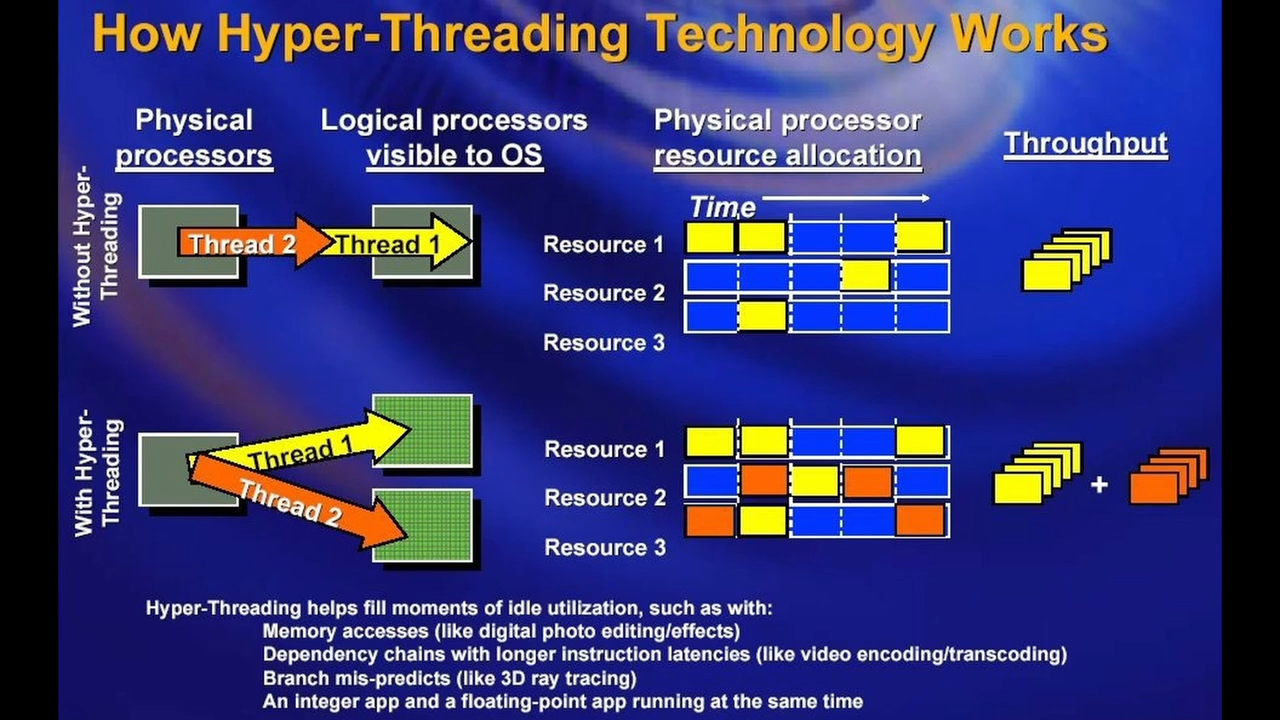 How Hyper-Threading Technology Works
Physical
processors
Logical processors
visible to OS
Physical processor
resource allocation
Throughput
Without Hyper-
Threading
Thread 2
Thread 1
Time
Resource 1
Resource 2
Resource 3
With Hyper-
Threading
Thread 1
Thread 2
Resource 1
Resource 2
Resource 3
+
Hyper-Threading helps fill moments of idle utilization, such as with:
Memory accesses (like digital photo editing/effects)
Dependency chains with longer instruction latencies (like video encoding/transcoding)
Branch mis-predicts (like 3D ray tracing)
An integer app and a floating-point app running at the same time